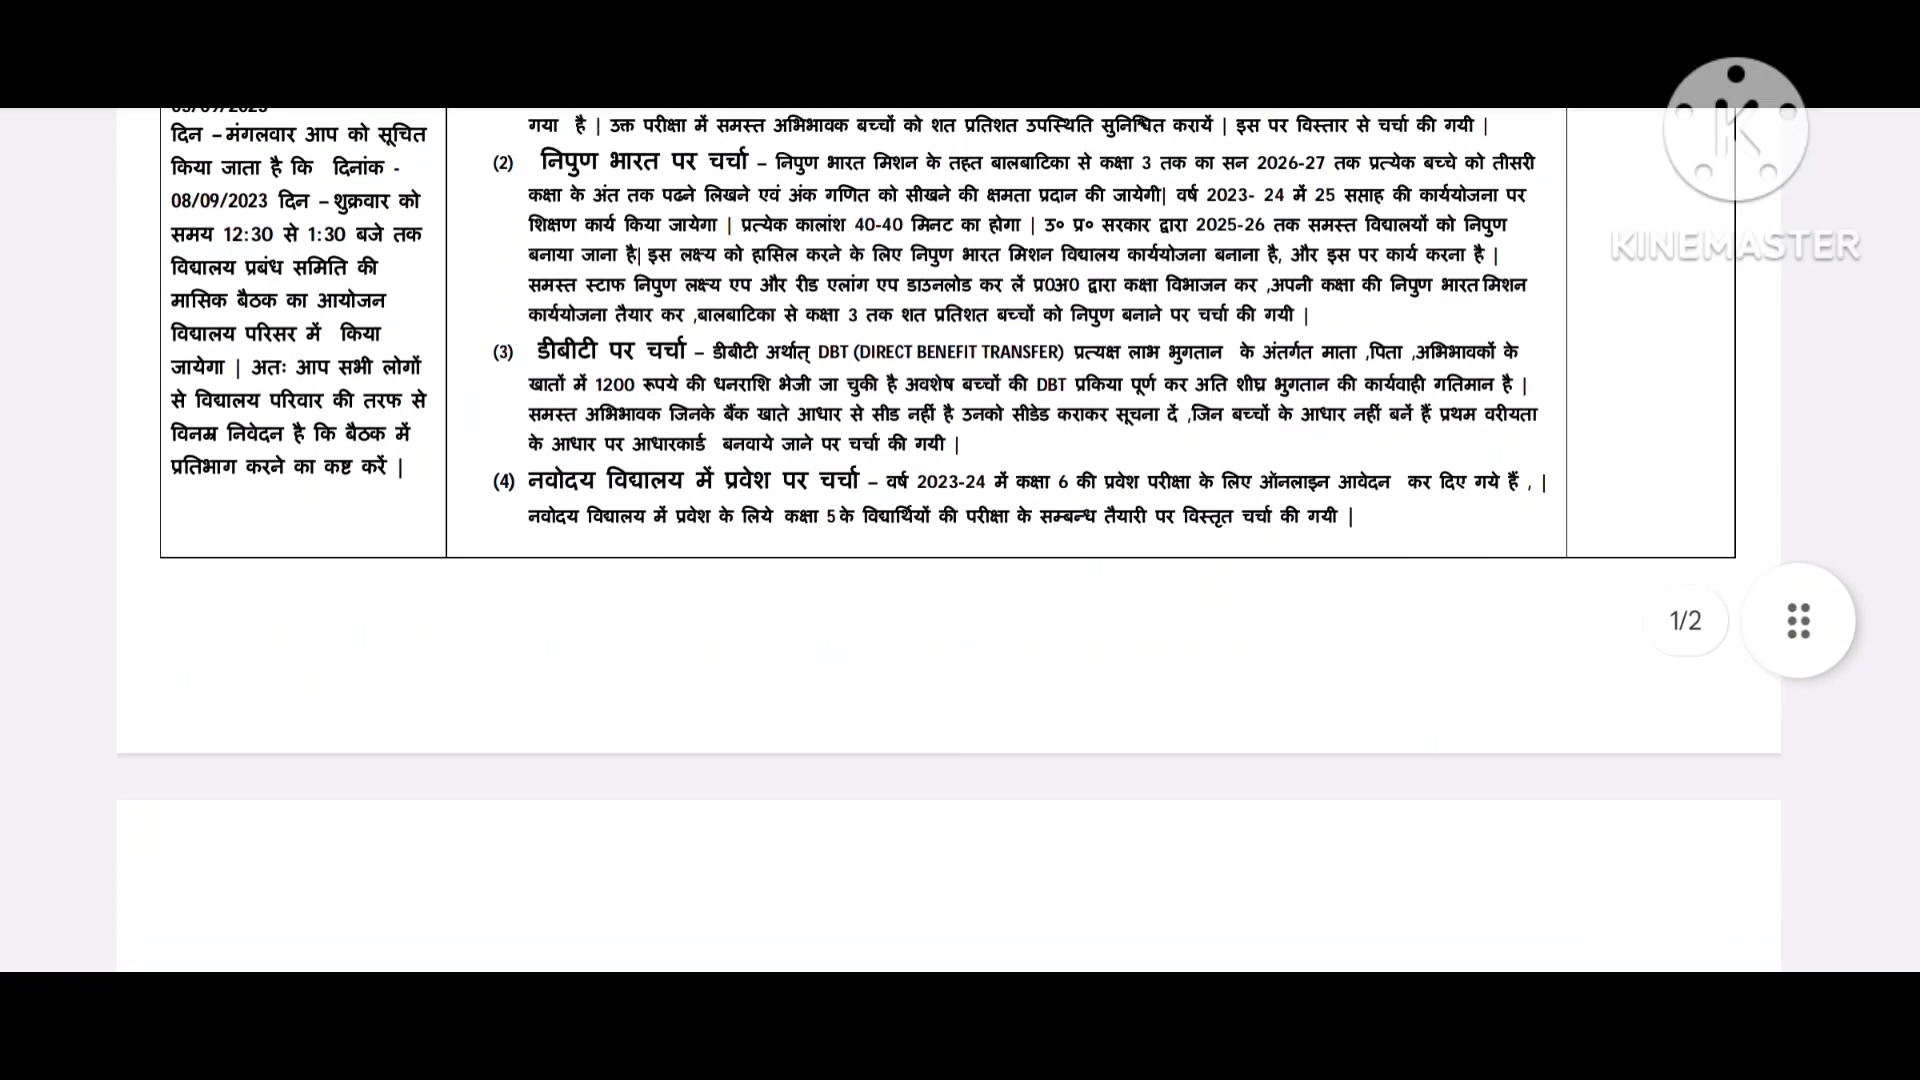 दिन – मंगलवार आप को सूचित
किया जाता है कि दिनांक -
08/09/2023 दिन – शुक्रवार को
समय 12:30 से 1:30 बजे तक
विद्यालय प्रबंध समिति की
मासिक बैठक का आयोजन
विद्यालय परिसर में किया
जायेगा | अतः आप सभी लोगों
से विद्यालय परिवार की तरफ से
विनम्र निवेदन है कि बैठक में
प्रतिभाग करने का कष्ट करें |
गया है | उक्त परीक्षा में समस्त अभिभावक बच्चों को शत प्रतिशत उपस्थिति सुनिश्चित करायें | इस पर विस्तार से चर्चा की गयी |
(2) निपुण भारत पर चर्चा – निपुण भारत मिशन के तहत बालबाटिका से कक्षा 3 तक का सन 2026-27 तक प्रत्येक बच्चे को तीसरी
कक्षा के अंत तक पढने लिखने एवं अंक गणित को सीखने की क्षमता प्रदान की जायेगी| वर्ष 2023- 24 में 25 सप्ताह की कार्ययोजना पर
शिक्षण कार्य किया जायेगा | प्रत्येक कालांश 40-40 मिनट का होगा | उ० प्र० सरकार द्वारा 2025-26 तक समस्त विद्यालयों को निपुण
बनाया जाना है| इस लक्ष्य को हासिल करने के लिए निपुण भारत मिशन विद्यालय कार्ययोजना बनाना है, और इस पर कार्य करना है |
समस्त स्टाफ निपुण लक्ष्य एप और रीड एलांग एप डाउनलोड कर लें प्र0अ0 द्वारा कक्षा विभाजन कर ,अपनी कक्षा की निपुण भारत मिशन
कार्ययोजना तैयार कर ,बालबाटिका से कक्षा 3 तक शत प्रतिशत बच्चों को निपुण बनाने पर चर्चा की गयी |
(3) डीबीटी पर चर्चा – डीबीटी अर्थात् DBT (DIRECT BENEFIT TRANSFER) प्रत्यक्ष लाभ भुगतान के अंतर्गत माता ,पिता ,अभिभावकों के
खातों में 1200 रूपये की धनराशि भेजी जा चुकी है अवशेष बच्चों की DBT प्रकिया पूर्ण कर अति शीघ्र भुगतान की कार्यवाही गतिमान है |
समस्त अभिभावक जिनके बैंक खाते आधार से सीड नहीं है उनको सीडेड कराकर सूचना दें ,जिन बच्चों के आधार नहीं बनें हैं प्रथम वरीयता
के आधार पर आधारकार्ड बनवाये जाने पर चर्चा की गयी |
(4) नवोदय विद्यालय में प्रवेश पर चर्चा – वर्ष 2023-24 में कक्षा 6 की प्रवेश परीक्षा के लिए ऑनलाइन आवेदन कर दिए गये हैं , |
नवोदय विद्यालय में प्रवेश के लिये कक्षा 5 के विद्यार्थियों की परीक्षा के सम्बन्ध तैयारी पर विस्तृत चर्चा की गयी |
K
KINEMASTER
1/2